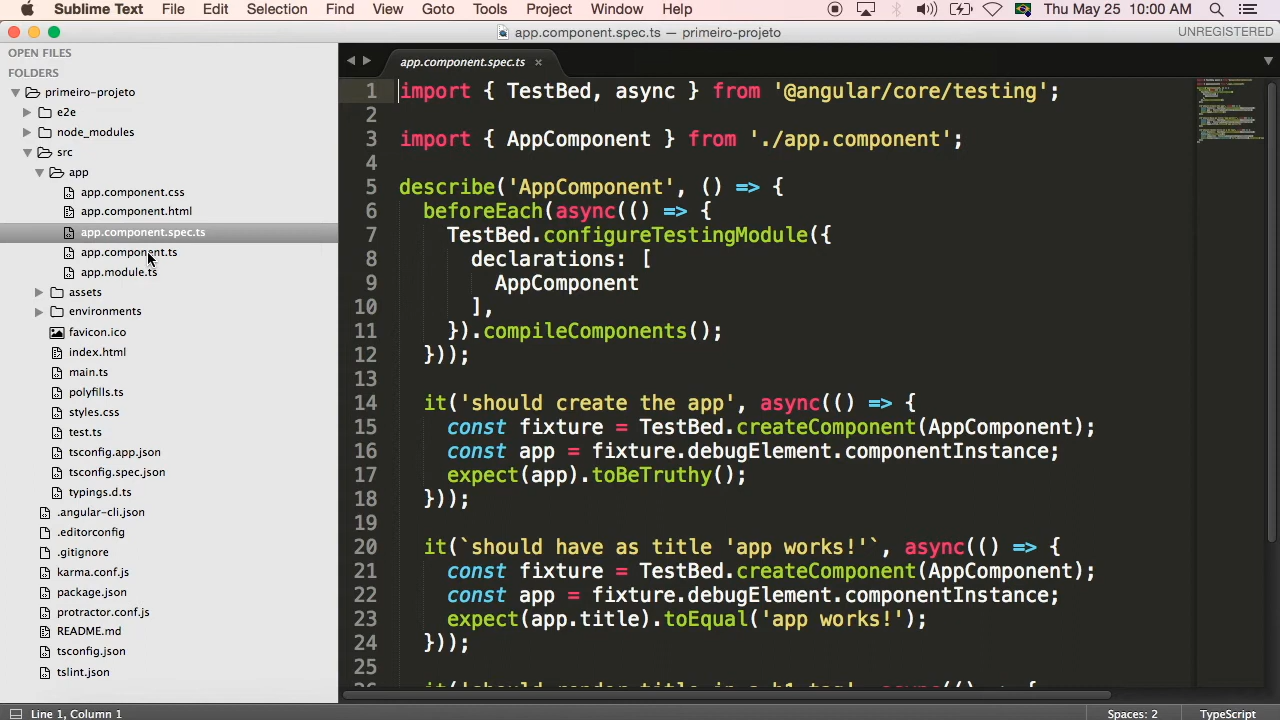 Sublime Text File Edit Selection Find View Goto Tools Project Window Help Thu May 25 10:00 AM
app.component.spec.ts — primeiro-projeto UNREGISTERED
OPEN FILES
FOLDERS
primeiro-projeto
e2e
node_modules
src
app
app.component.css
app.component.html
app.component.spec.ts
app.component.ts
app.module.ts
assets
environments
favicon.ico
index.html
main.ts
polyfills.ts
styles.css
test.ts
tsconfig.app.json
tsconfig.spec.json
typings.d.ts
.angular-cli.json
.editorconfig
.gitignore
karma.conf.js
package.json
protractor.conf.js
README.md
tsconfig.json
tslint.json
app.component.spec.ts ×
1 import { TestBed, async } from '@angular/core/testing';
2
3 import { AppComponent } from './app.component';
4
5 describe('AppComponent', () => {
6 beforeEach(async(() => {
7 TestBed.configureTestingModule({
8 declarations: [
9 AppComponent
10 ],
11 }).compileComponents();
12 }));
13
14 it('should create the app', async(() => {
15 const fixture = TestBed.createComponent(AppComponent);
16 const app = fixture.debugElement.componentInstance;
17 expect(app).toBeTruthy();
18 }));
19
20 it(`should have as title 'app works!'`, async(() => {
21 const fixture = TestBed.createComponent(AppComponent);
22 const app = fixture.debugElement.componentInstance;
23 expect(app.title).toEqual('app works!');
24 }));
25
26 it('should render title in a h1 tag', async(() => {
Line 1, Column 1 Spaces: 2 TypeScript